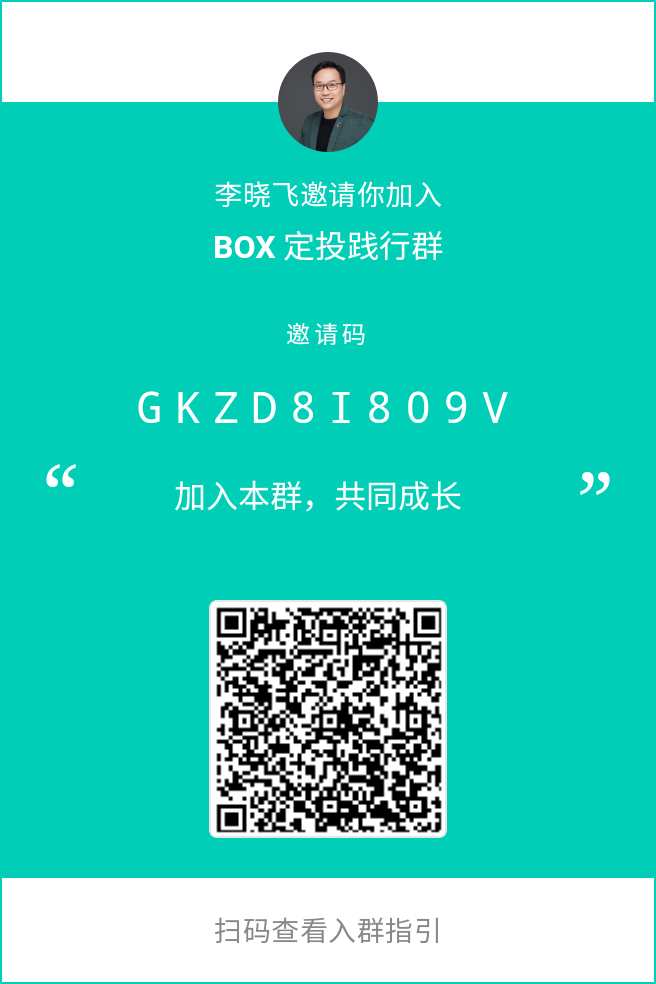 李晓飞邀请你加入
BOX 定投践行群
邀请码
GKZD8I809V
“ 加入本群，共同成长 ”
扫码查看入群指引